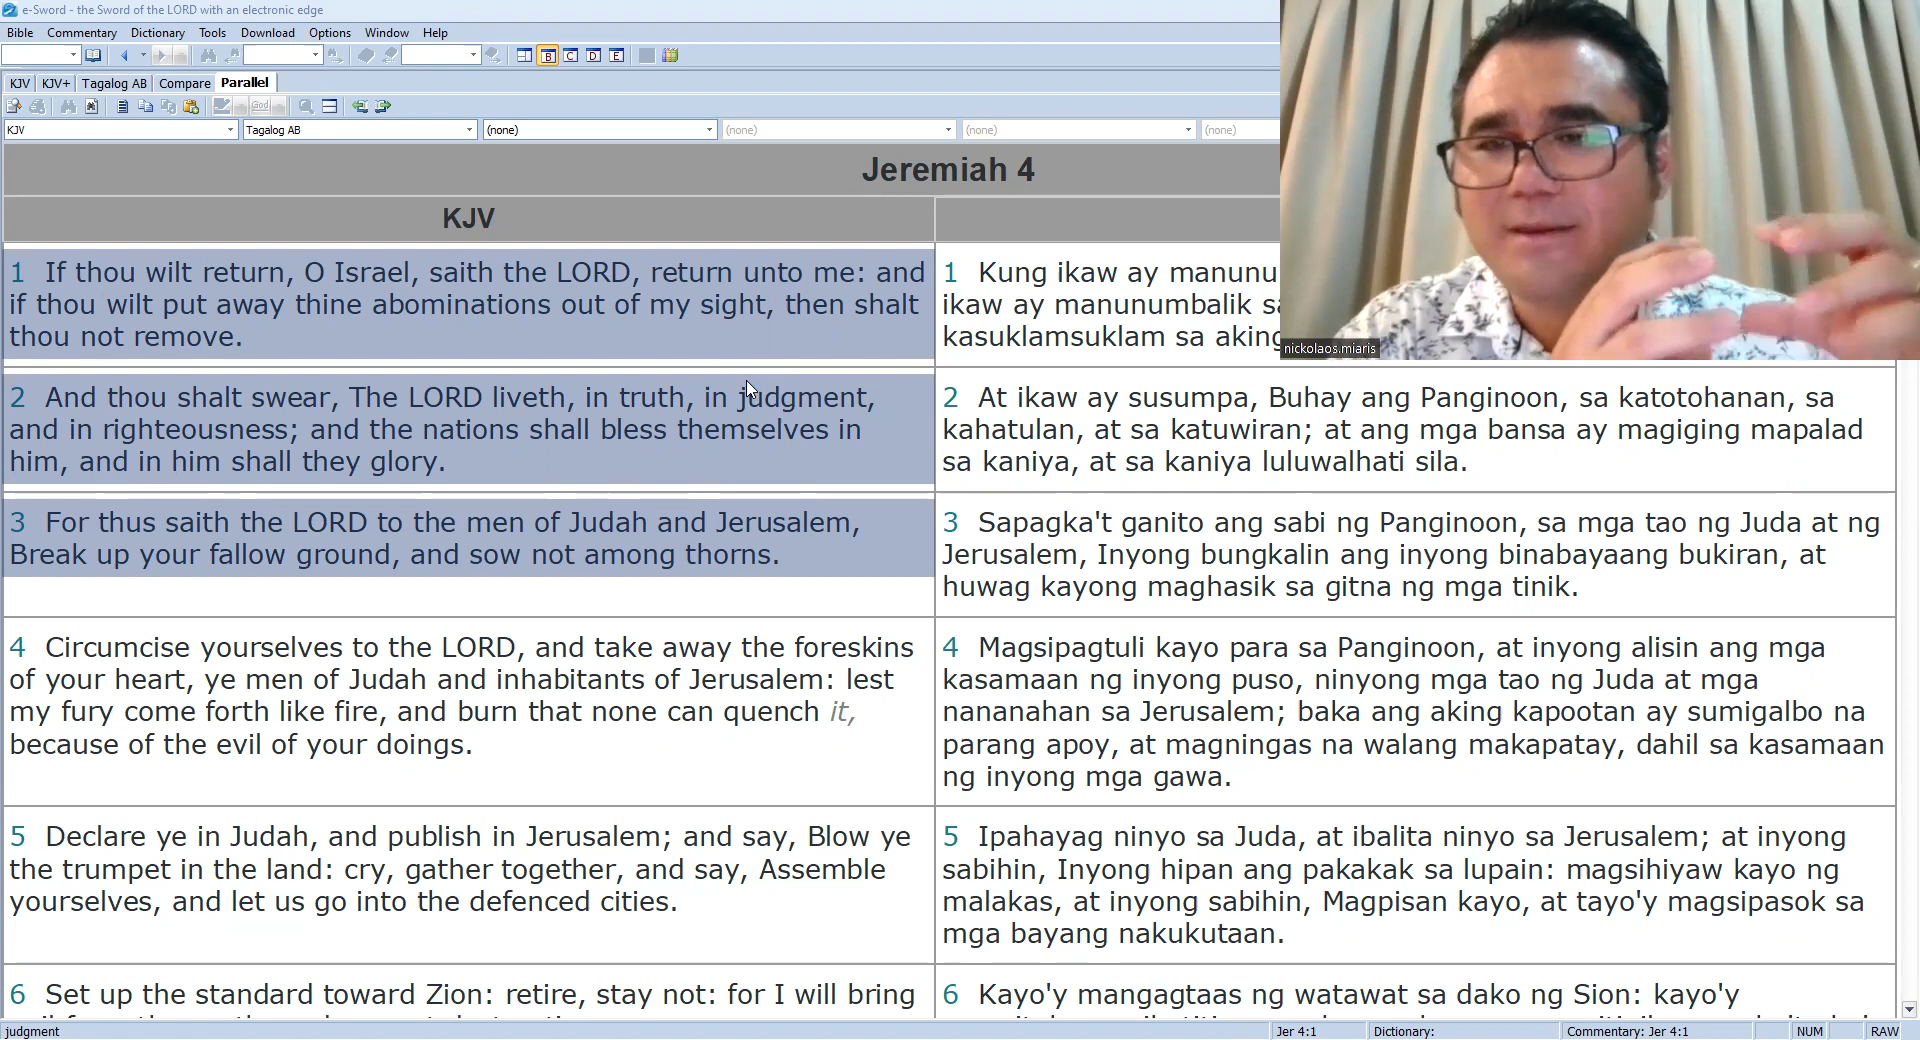 e-Sword - the Sword of the LORD with an electronic edge
Bible Commentary Dictionary Tools Download Options Window Help
B C D E
KJV KJV+ Tagalog AB Compare Parallel
God
KJV Tagalog AB (none) (none) (none) (none)
Jeremiah 4
KJV
1 If thou wilt return, O Israel, saith the LORD, return unto me: and
if thou wilt put away thine abominations out of my sight, then shalt
thou not remove.
2 And thou shalt swear, The LORD liveth, in truth, in judgment,
and in righteousness; and the nations shall bless themselves in
him, and in him shall they glory.
3 For thus saith the LORD to the men of Judah and Jerusalem,
Break up your fallow ground, and sow not among thorns.
4 Circumcise yourselves to the LORD, and take away the foreskins
of your heart, ye men of Judah and inhabitants of Jerusalem: lest
my fury come forth like fire, and burn that none can quench it,
because of the evil of your doings.
5 Declare ye in Judah, and publish in Jerusalem; and say, Blow ye
the trumpet in the land: cry, gather together, and say, Assemble
yourselves, and let us go into the defenced cities.
6 Set up the standard toward Zion: retire, stay not: for I will bring
1 Kung ikaw ay manunu
ikaw ay manunumbalik sa
kasuklamsuklam sa aking
2 At ikaw ay susumpa, Buhay ang Panginoon, sa katotohanan, sa
kahatulan, at sa katuwiran; at ang mga bansa ay magiging mapalad
sa kaniya, at sa kaniya luluwalhati sila.
3 Sapagka't ganito ang sabi ng Panginoon, sa mga tao ng Juda at ng
Jerusalem, Inyong bungkalin ang inyong binabayaang bukiran, at
huwag kayong maghasik sa gitna ng mga tinik.
4 Magsipagtuli kayo para sa Panginoon, at inyong alisin ang mga
kasamaan ng inyong puso, ninyong mga tao ng Juda at mga
nananahan sa Jerusalem; baka ang aking kapootan ay sumigalbo na
parang apoy, at magningas na walang makapatay, dahil sa kasamaan
ng inyong mga gawa.
5 Ipahayag ninyo sa Juda, at ibalita ninyo sa Jerusalem; at inyong
sabihin, Inyong hipan ang pakakak sa lupain: magsihiyaw kayo ng
malakas, at inyong sabihin, Magpisan kayo, at tayo'y magsipasok sa
mga bayang nakukutaan.
6 Kayo'y mangagtaas ng watawat sa dako ng Sion: kayo'y
nickolaos.miaris
judgment Jer 4:1 Dictionary: Commentary: Jer 4:1 NUM RAW